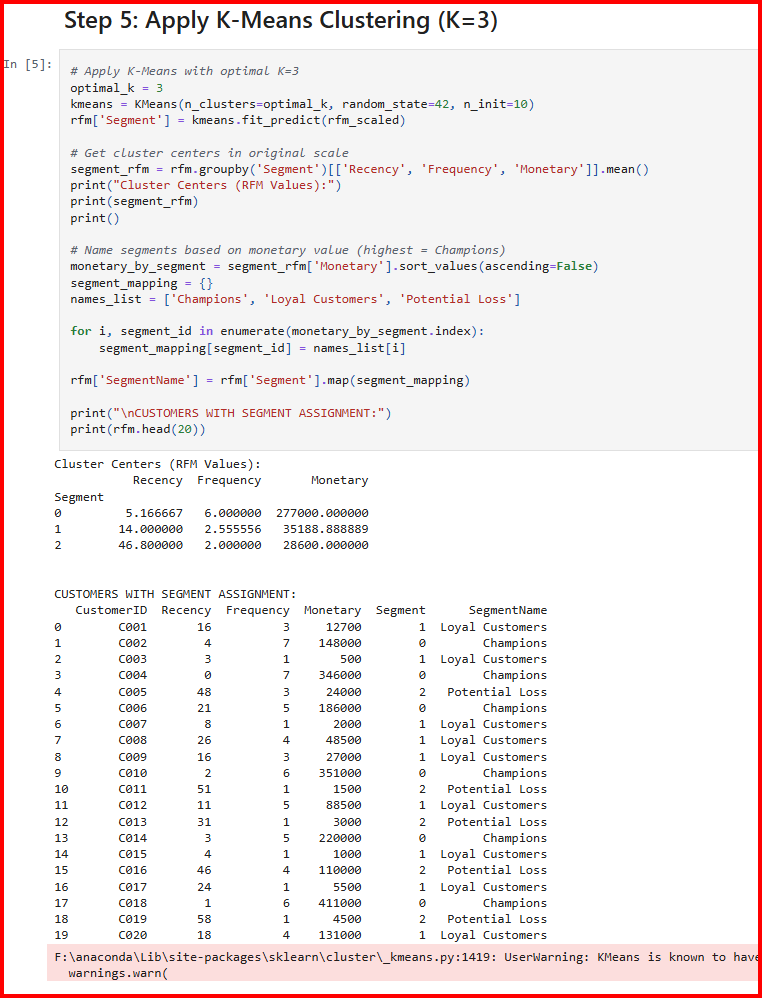 Step 5: Apply K-Means Clustering (K=3)
In [5]:
# Apply K-Means with optimal K=3
optimal_k = 3
kmeans = KMeans(n_clusters=optimal_k, random_state=42, n_init=10)
rfm['Segment'] = kmeans.fit_predict(rfm_scaled)
# Get cluster centers in original scale
segment_rfm = rfm.groupby('Segment')[['Recency', 'Frequency', 'Monetary']].mean()
print("Cluster Centers (RFM Values):")
print(segment_rfm)
print()
# Name segments based on monetary value (highest = Champions)
monetary_by_segment = segment_rfm['Monetary'].sort_values(ascending=False)
segment_mapping = {}
names_list = ['Champions', 'Loyal Customers', 'Potential Loss']
for i, segment_id in enumerate(monetary_by_segment.index):
    segment_mapping[segment_id] = names_list[i]
rfm['SegmentName'] = rfm['Segment'].map(segment_mapping)
print("\nCUSTOMERS WITH SEGMENT ASSIGNMENT:")
print(rfm.head(20))
Cluster Centers (RFM Values):
Recency Frequency Monetary
Segment
0 5.166667 6.000000 277000.000000
1 14.000000 2.555556 35188.888889
2 46.800000 2.000000 28600.000000
CUSTOMERS WITH SEGMENT ASSIGNMENT:
CustomerID Recency Frequency Monetary Segment SegmentName
0 C001 16 3 12700 1 Loyal Customers
1 C002 4 7 148000 0 Champions
2 C003 3 1 500 1 Loyal Customers
3 C004 0 7 346000 0 Champions
4 C005 48 3 24000 2 Potential Loss
5 C006 21 5 186000 0 Champions
6 C007 8 1 2000 1 Loyal Customers
7 C008 26 4 48500 1 Loyal Customers
8 C009 16 3 27000 1 Loyal Customers
9 C010 2 6 351000 0 Champions
10 C011 51 1 1500 2 Potential Loss
11 C012 11 5 88500 1 Loyal Customers
12 C013 31 1 3000 2 Potential Loss
13 C014 3 5 220000 0 Champions
14 C015 4 1 1000 1 Loyal Customers
15 C016 46 4 110000 2 Potential Loss
16 C017 24 1 5500 1 Loyal Customers
17 C018 1 6 411000 0 Champions
18 C019 58 1 4500 2 Potential Loss
19 C020 18 4 131000 1 Loyal Customers
F:\anaconda\Lib\site-packages\sklearn\cluster\_kmeans.py:1419: UserWarning: KMeans is known to have
warnings.warn(